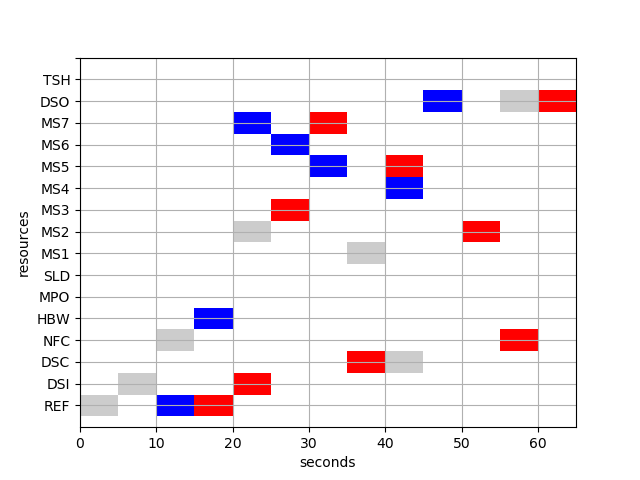 TSH
DSO
MS7
MS6
MS5
MS4
MS3
MS2
MS1
SLD
MPO
HBW
NFC
DSC
DSI
REF
resources
0 10 20 30 40 50 60
seconds